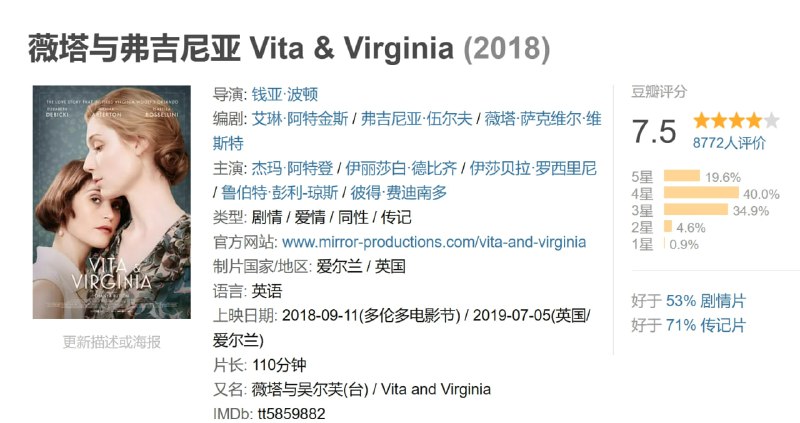 薇塔与弗吉尼亚 Vita & Virginia (2018)
THE LOVE STORY THAT INSPIRED VIRGINIA WOOLF'S ORLANDO
ELIZABETH DEBICKI
ARTERTON
ISABELLA ROSSELLINI
VITA & VIRGINIA
更新描述或海报
导演: 钱亚·波顿
编剧: 艾琳·阿特金斯 / 弗吉尼亚·伍尔夫 / 薇塔·萨克维尔·维
斯特
主演: 杰玛·阿特登 / 伊丽莎白·德比齐 / 伊莎贝拉·罗西里尼
/ 鲁伯特·彭利-琼斯 / 彼得·费迪南多
类型: 剧情 / 爱情 / 同性 / 传记
官方网站: www.mirror-productions.com/vita-and-virginia
制片国家/地区: 爱尔兰 / 英国
语言: 英语
上映日期: 2018-09-11(多伦多电影节) / 2019-07-05(英国/
爱尔兰)
片长: 110分钟
又名: 薇塔与吴尔芙(台) / Vita and Virginia
IMDb: tt5859882
豆瓣评分
7.5
8772人评价
5星 19.6%
4星 40.0%
3星 34.9%
2星 4.6%
1星 0.9%
好于 53% 剧情片
好于 71% 传记片